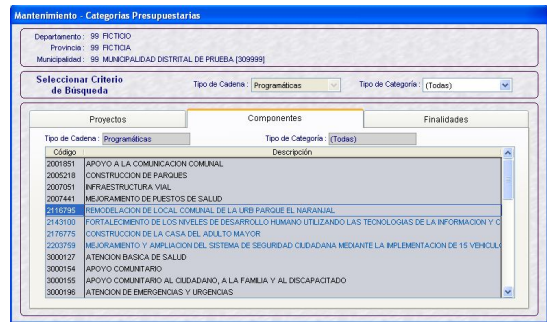 Mantenimiento - Categorías Presupuestarias
Departamento : 99 FICTICIO
Provincia : 99 FICTICIA
Municipalidad : 99 MUNICIPALIDAD DISTRITAL DE PRUEBA [309999]
Seleccionar Criterio de Búsqueda
Tipo de Cadena : Programáticas Tipo de Categoría : (Todas)
Proyectos Componentes Finalidades
Tipo de Cadena : Programáticas Tipo de Categoría : (Todas)
Código Descripción
2001851 APOYO A LA COMUNICACION COMUNAL
2005218 CONSTRUCCION DE PARQUES
2007051 INFRAESTRUCTURA VIAL
2007441 MEJORAMIENTO DE PUESTOS DE SALUD
2116795 REMODELACION DE LOCAL COMUNAL DE LA URB PARQUE EL NARANJAL
2143100 FORTALECIMIENTO DE LOS NIVELES DE DESARROLLO HUMANO UTILIZANDO LAS TECNOLOGIAS DE LA INFORMACION Y C
2176775 CONSTRUCCION DE LA CASA DEL ADULTO MAYOR
2203759 MEJORAMIENTO Y AMPLIACION DEL SISTEMA DE SEGURIDAD CIUDADANA MEDIANTE LA IMPLEMENTACION DE 15 VEHICUL
3000127 ATENCION BASICA DE SALUD
3000154 APOYO COMUNITARIO
3000155 APOYO COMUNITARIO AL CIUDADANO, A LA FAMILIA Y AL DISCAPACITADO
3000196 ATENCION DE EMERGENCIAS Y URGENCIAS